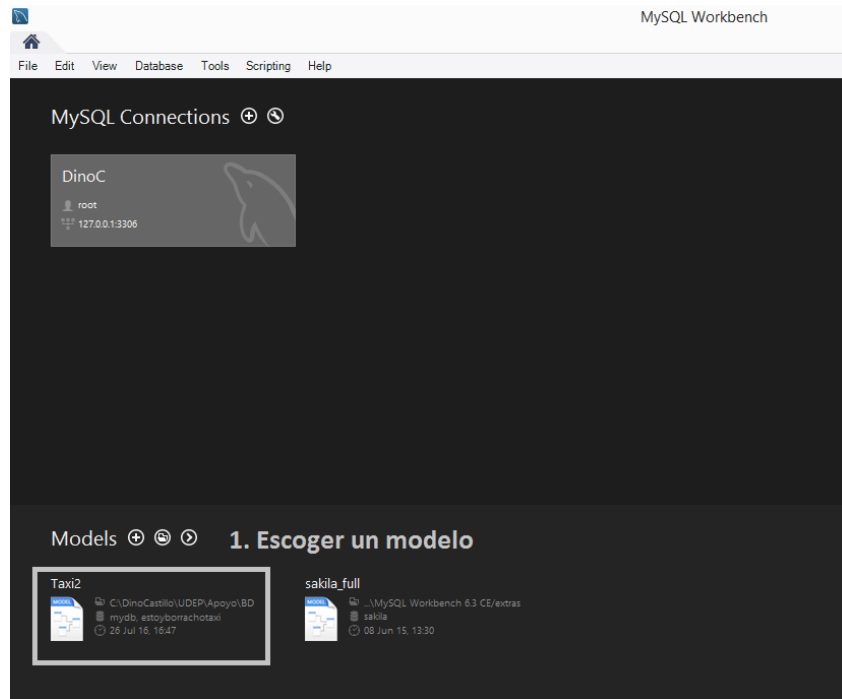 MySQL Workbench
File Edit View Database Tools Scripting Help
MySQL Connections
DinoC
root
127.0.0.1:3306
Models
1. Escoger un modelo
Taxi2
MODEL
C:\DinoCastillo\UDEP\Apoyo\BD
mydb, estoyborrachotaxi
26 Jul 16, 16:47
sakila_full
MODEL
...\MySQL Workbench 6.3 CE/extras
sakila
08 Jun 15, 13:30